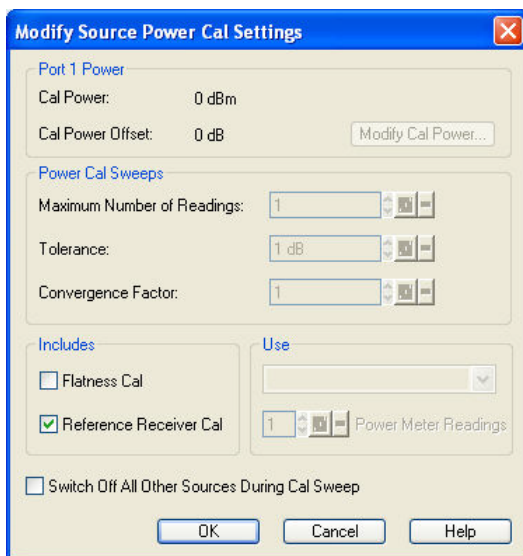 Modify Source Power Cal Settings
Port 1 Power
Cal Power: 0 dBm
Cal Power Offset: 0 dB Modify Cal Power...
Power Cal Sweeps
Maximum Number of Readings: 1
Tolerance: 1 dB
Convergence Factor: 1
Includes Use
Flatness Cal
Reference Receiver Cal 1 Power Meter Readings
Switch Off All Other Sources During Cal Sweep
OK Cancel Help